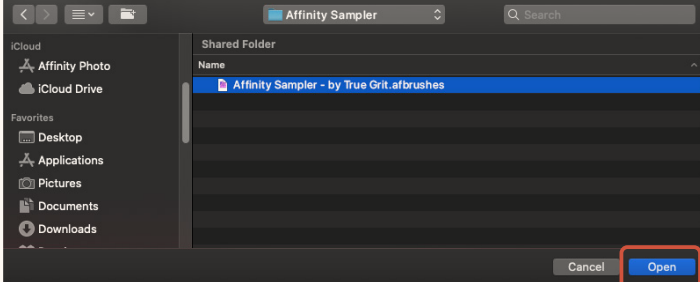 Affinity Sampler
Search
iCloud
Affinity Photo
iCloud Drive
Favorites
Desktop
Applications
Pictures
Documents
Downloads
Shared Folder
Name
Affinity Sampler - by True Grit.afbrushes
Cancel
Open